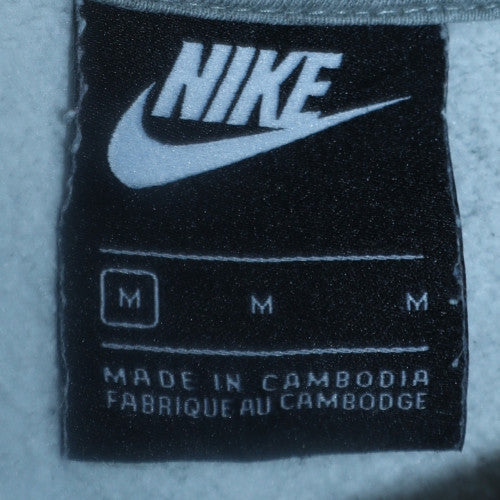 NIKE
M M M
MADE IN CAMBODIA
FABRIQUE AU CAMBODGE